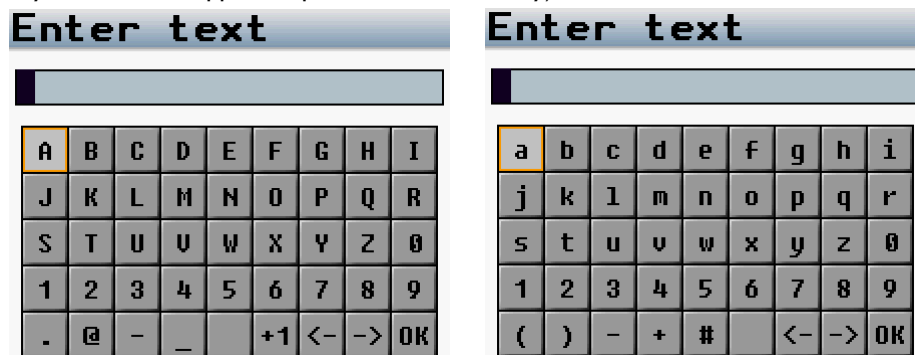 Enter text
A B C D E F G H I
J K L M N O P Q R
S T U V W X Y Z 0
1 2 3 4 5 6 7 8 9
. @ - _ +1 <- -> OK
Enter text
a b c d e f g h i
j k l m n o p q r
s t u v w x y z 0
1 2 3 4 5 6 7 8 9
( ) - + # <- -> OK